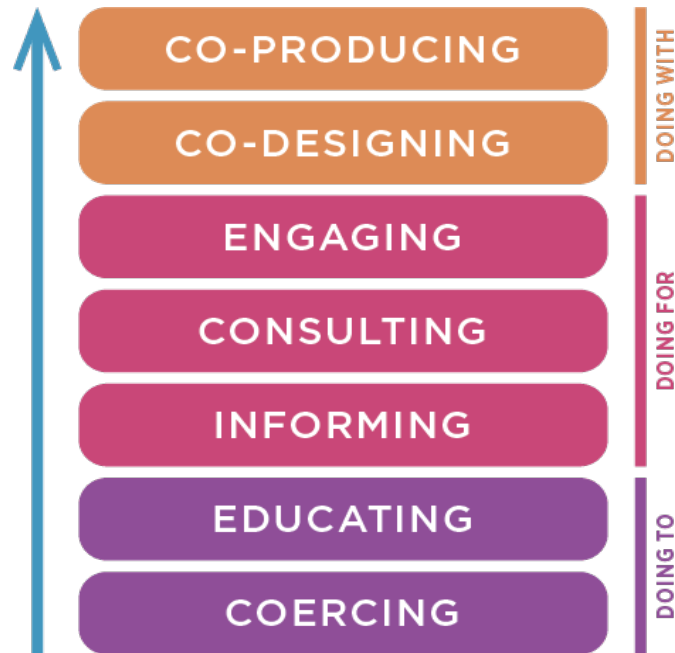 CO-PRODUCING
CO-DESIGNING
DOING WITH
ENGAGING
CONSULTING
INFORMING
DOING FOR
EDUCATING
COERCING
DOING TO